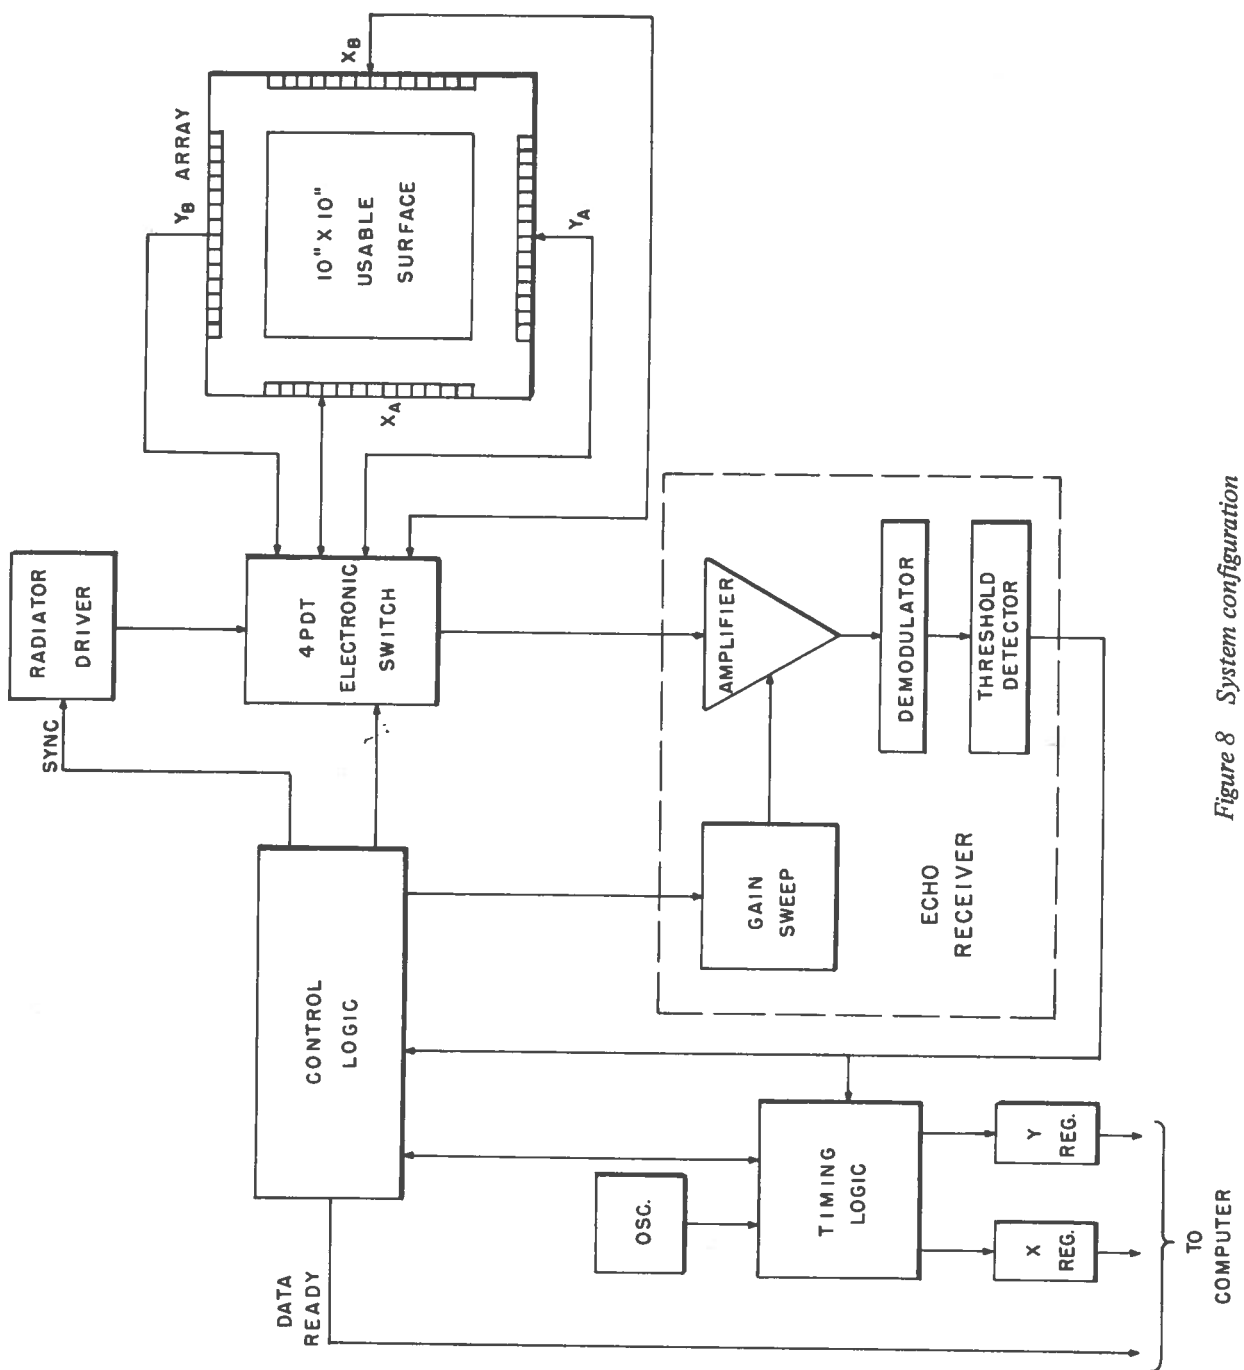 DATA
READY
CONTROL
LOGIC
SYNC
RADIATOR
DRIVER
4PDT
ELECTRONIC
SWITCH
YB ARRAY
XB
XA
YA
10" X 10"
USABLE
SURFACE
OSC.
TIMING
LOGIC
X
REG.
Y
REG.
TO
COMPUTER
GAIN
SWEEP
AMPLIFIER
DEMODULATOR
THRESHOLD
DETECTOR
ECHO
RECEIVER
Figure 8 System configuration